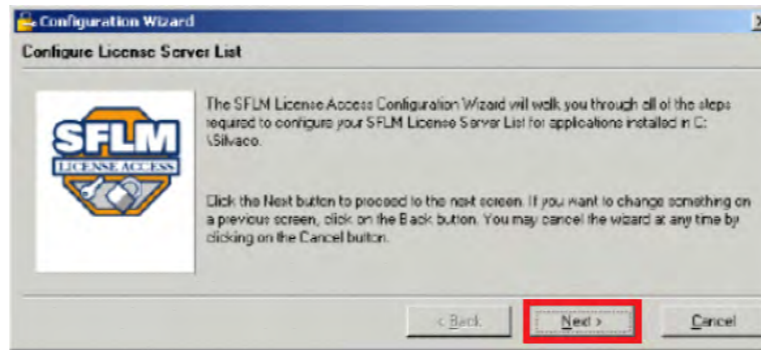 Configuration Wizard
Configure License Server List
SFLM
LICENSE ACCESS
The SFLM License Access Configuration Wizard will walk you through all of the steps
required to configure your SFLM License Server List for applications installed in C:
\Silvaco.
Click the Next button to proceed to the next screen. If you want to change something on
a previous screen, click on the Back button. You may cancel the wizard at any time by
clicking on the Cancel button.
< Back
Next >
Cancel